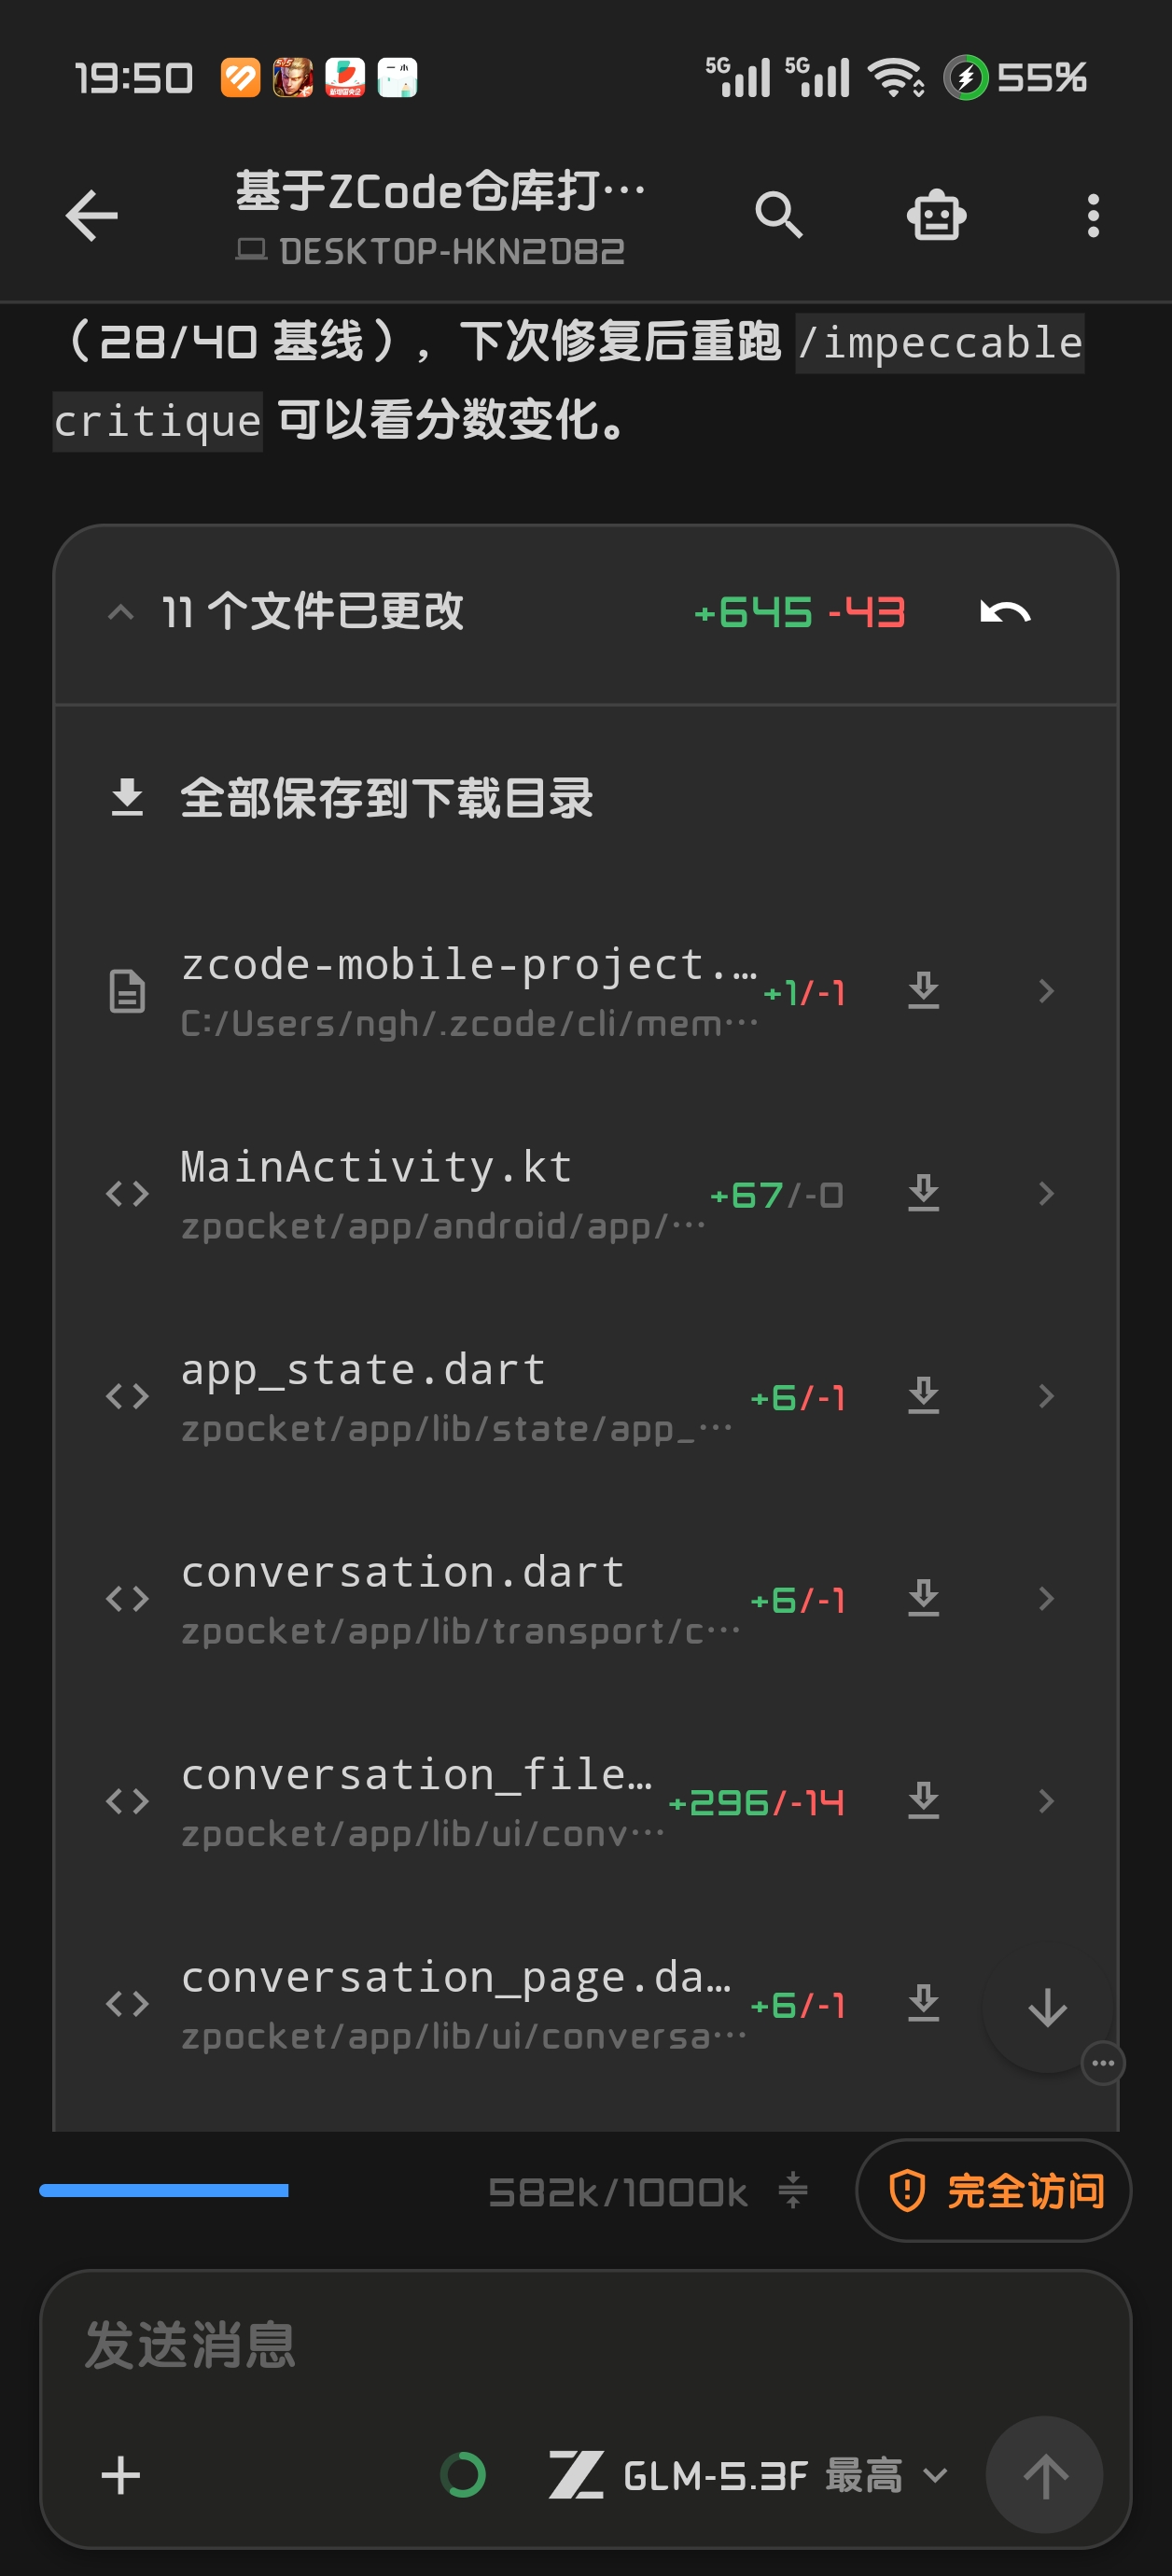 19:50
5G 5G 55%
基于ZCode仓库打…
DESKTOP-HKN2D82
（28/40 基线），下次修复后重跑 /impeccable
critique 可以看分数变化。
11 个文件已更改 +645 -43
全部保存到下载目录
zcode-mobile-project.… +1/-1
C:/Users/ngh/.zcode/cli/mem…
MainActivity.kt +67/-0
zpocket/app/android/app/…
app_state.dart +6/-1
zpocket/app/lib/state/app_…
conversation.dart +6/-1
zpocket/app/lib/transport/c…
conversation_file… +296/-14
zpocket/app/lib/ui/conv…
conversation_page.da… +6/-1
zpocket/app/lib/ui/conversa…
582k/1000k 完全访问
发送消息
GLM-5.3F 最高